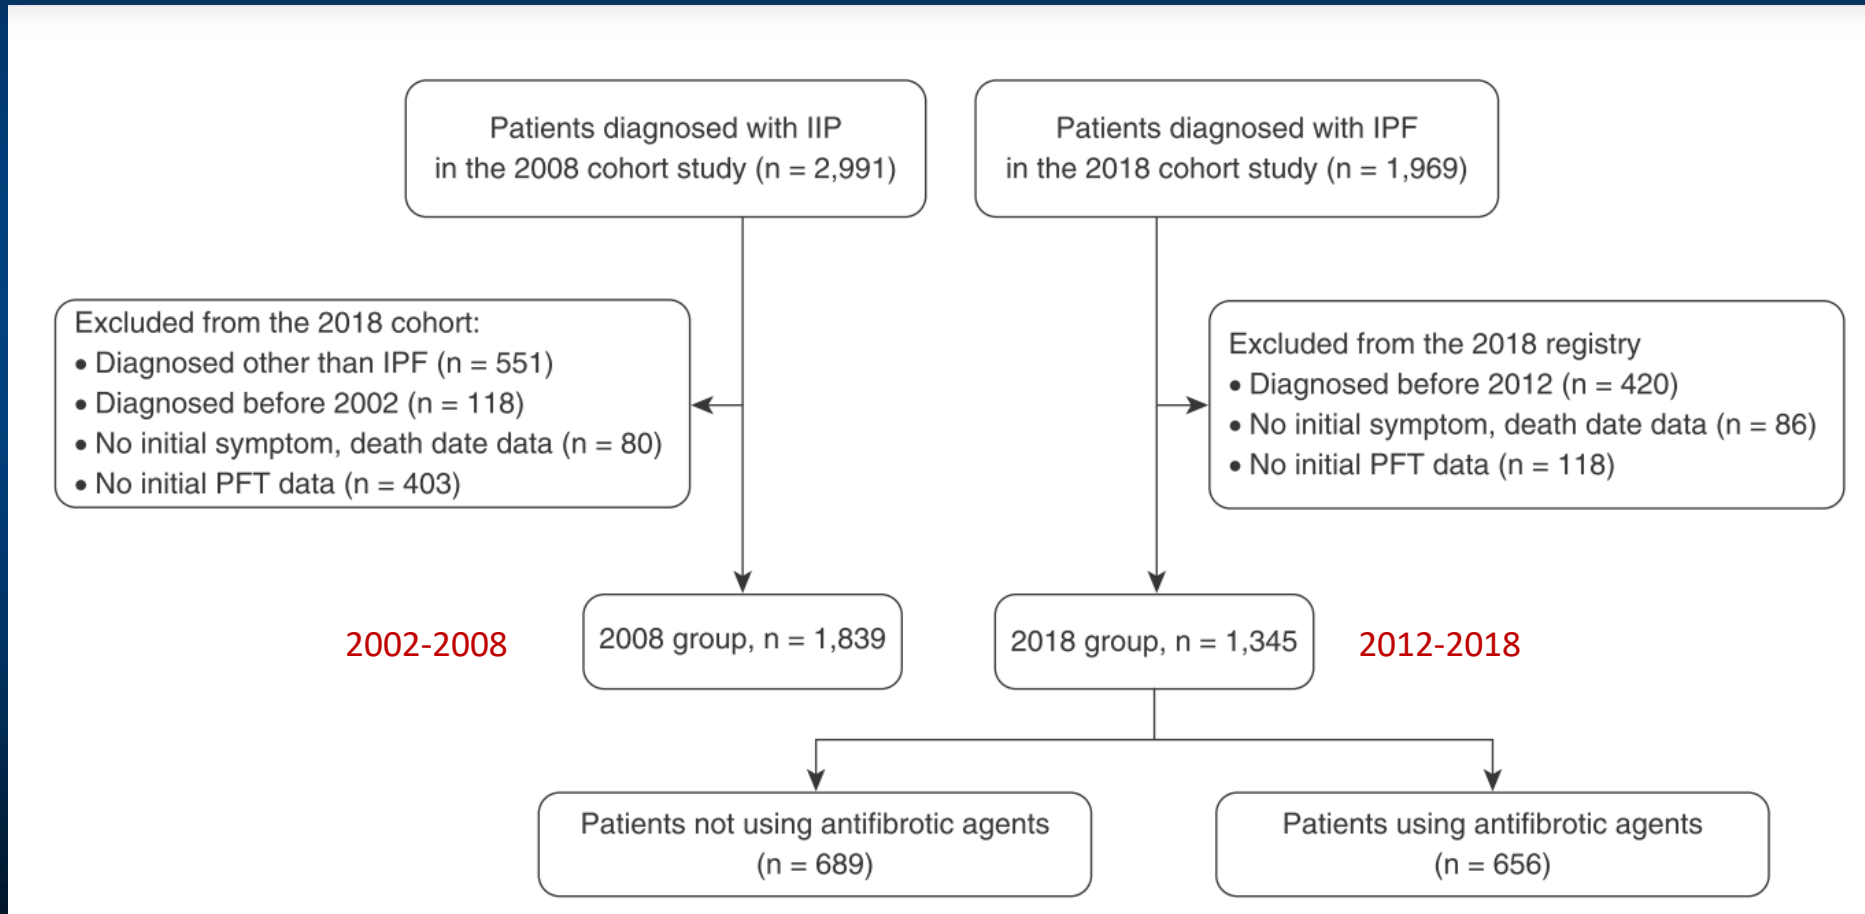 Patients diagnosed with IIP
in the 2008 cohort study (n = 2,991)
Patients diagnosed with IPF
in the 2018 cohort study (n = 1,969)
Excluded from the 2018 cohort:
• Diagnosed other than IPF (n = 551)
• Diagnosed before 2002 (n = 118)
• No initial symptom, death date data (n = 80)
• No initial PFT data (n = 403)
Excluded from the 2018 registry
• Diagnosed before 2012 (n = 420)
• No initial symptom, death date data (n = 86)
• No initial PFT data (n = 118)
2002-2008
2008 group, n = 1,839
2018 group, n = 1,345
2012-2018
Patients not using antifibrotic agents
(n = 689)
Patients using antifibrotic agents
(n = 656)